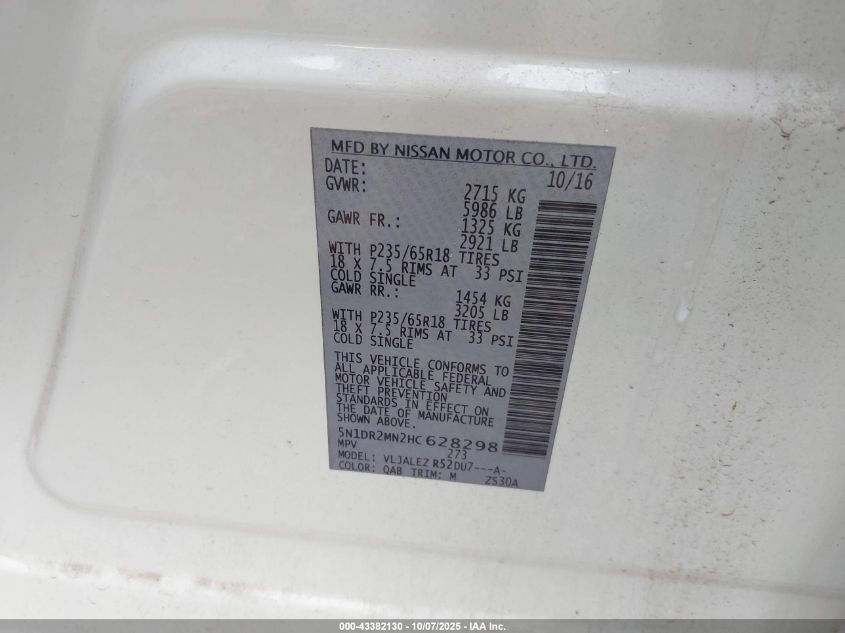 MFD BY NISSAN MOTOR CO., LTD.
DATE: 10/16
GVWR: 2715 KG
5986 LB
GAWR FR.: 1325 KG
2921 LB
WITH P235/65R18 TIRES
18 X 7.5 RIMS AT 33 PSI
COLD SINGLE
GAWR RR.: 1454 KG
3205 LB
WITH P235/65R18 TIRES
18 X 7.5 RIMS AT 33 PSI
COLD SINGLE
THIS VEHICLE CONFORMS TO
ALL APPLICABLE FEDERAL
MOTOR VEHICLE SAFETY AND
THEFT PREVENTION
STANDARDS IN EFFECT ON
THE DATE OF MANUFACTURE
SHOWN ABOVE.
5N1DR2MN2HC628298
MPV 273
MODEL: VLJALEZ R52DU7---A-
COLOR: QAB TRIM: M ZS30A
000-43382130 - 10/07/2025 - IAA Inc.